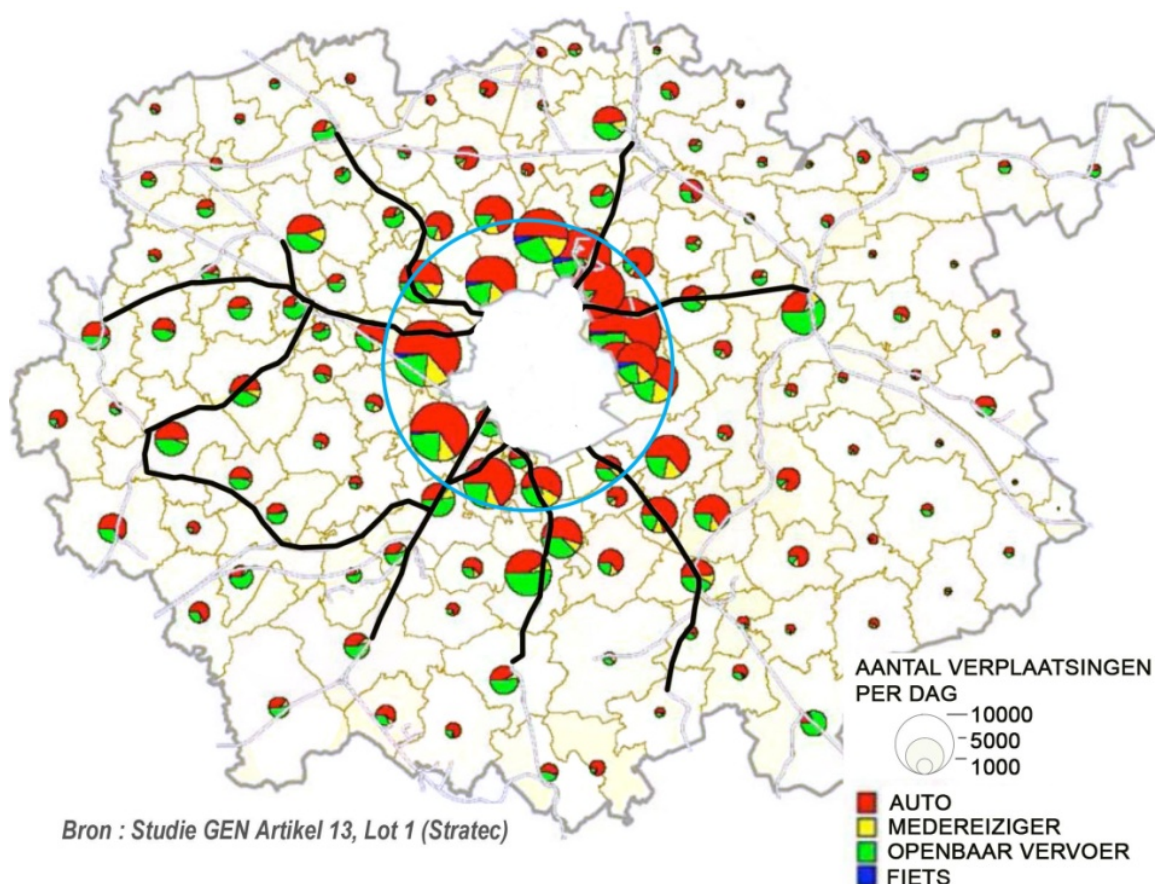 AANTAL VERPLAATSINGEN
PER DAG
10000
5000
1000
AUTO
MEDEREIZIGER
OPENBAAR VERVOER
FIETS
Bron : Studie GEN Artikel 13, Lot 1 (Stratec)